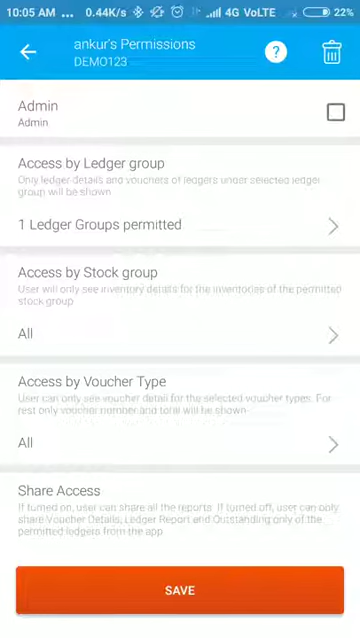 10:05 AM ... 0.44K/s 4G VoLTE 22%
ankur's Permissions
DEMO123
?
Admin
Admin
Access by Ledger group
Only ledger details and vouchers of ledgers under selected ledger
group will be shown
1 Ledger Groups permitted
Access by Stock group
User will only see inventory details for the inventories of the permitted
stock group
All
Access by Voucher Type
User can only see voucher detail for the selected voucher types. For
rest only voucher number and total will be shown
All
Share Access
If turned on, user can share all the reports. If turned off, user can only
share Voucher Details, Ledger Report and Outstanding only of the
permitted ledgers from the app
SAVE